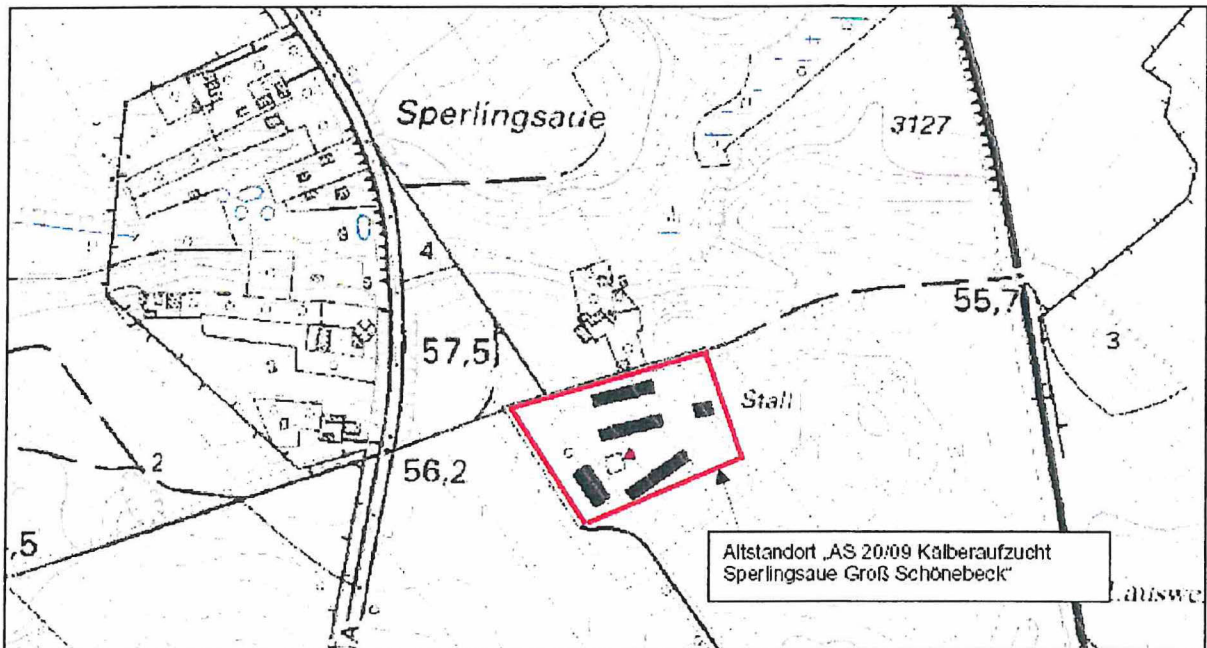 Sperlingsaue
3127
4
55,7
3
57,5
Stall
2
56,2
,5
A
Altstandort „AS 20/09 Kälberaufzucht
Sperlingsaue Groß Schönebeck“